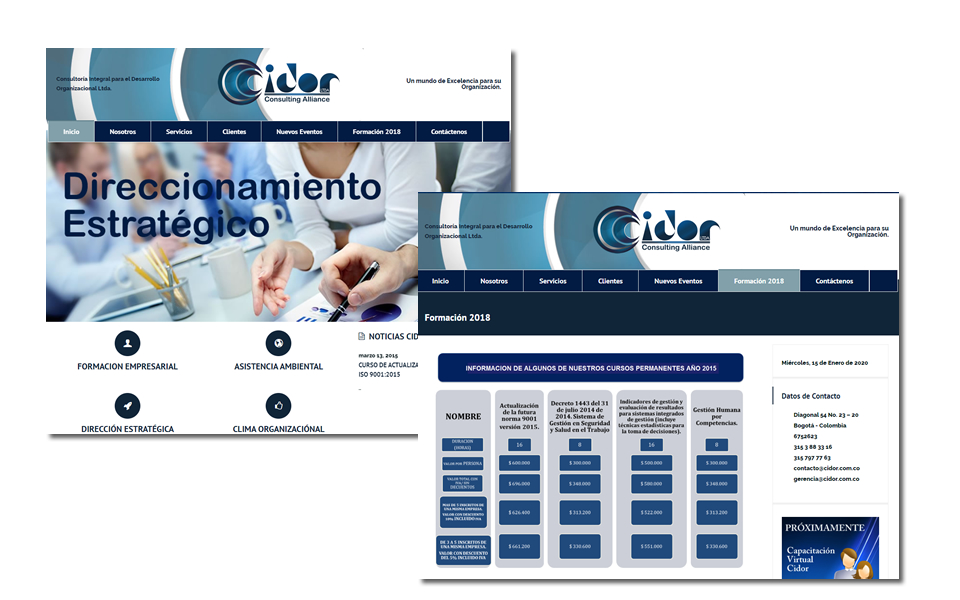 Consultoría Integral para el Desarrollo
Organizacional Ltda.
Cidor
Consulting Alliance
Un mundo de Excelencia para su
Organización.
Inicio
Nosotros
Servicios
Clientes
Nuevos Eventos
Formación 2018
Contáctenos
Direccionamiento
Estratégico
FORMACION EMPRESARIAL
ASISTENCIA AMBIENTAL
DIRECCIÓN ESTRATÉGICA
CLIMA ORGANIZACIÓNAL
NOTICIAS CID
marzo 13, 2015
CURSO DE ACTUALIZA
ISO 9001:2015
Consultoría Integral para el Desarrollo
Organizacional Ltda.
Cidor
Consulting Alliance
Un mundo de Excelencia para su
Organización.
Inicio
Nosotros
Servicios
Clientes
Nuevos Eventos
Formación 2018
Contáctenos
Formación 2018
INFORMACION DE ALGUNOS DE NUESTROS CURSOS PERMANENTES AÑO 2015
NOMBRE
Actualización
de la futura
norma 9001
versión 2015.
Decreto 1443 del 31
de julio 2014 de
2014. Sistema de
Gestión en Seguridad
y Salud en el Trabajo
Indicadores de gestión y
evaluación de resultados
para sistemas integrados
de gestión (incluye
técnicas estadísticas para
la toma de decisiones).
Gestión Humana
por
Competencias.
DURACION
(HORAS)
16
8
16
8
VALOR POR PERSONA
$ 600.000
$ 300.000
$ 500.000
$ 300.000
VALOR TOTAL CON
IVA/ SIN
DECUENTOS
$ 696.000
$ 348.000
$ 580.000
$ 348.000
MAS DE 5 INSCRITOS DE
UNA MISMA EMPRESA.
VALOR CON DESCUENTO
10% INCLUIDO IVA
$ 626.400
$ 313.200
$ 522.000
$ 313.200
DE 3 A 5 INSCRITOS DE
UNA MISMA EMPRESA.
VALOR CON DESCUENTO
DEL 5% INCLUIDO IVA
$ 661.200
$ 330.600
$ 551.000
$ 330.600
Miércoles, 15 de Enero de 2020
Datos de Contacto
Diagonal 54 No. 23 – 20
Bogotá - Colombia
6752623
315 3 88 33 16
315 797 77 63
contacto@cidor.com.co
gerencia@cidor.com.co
PRÓXIMAMENTE
Capacitación
Virtual
Cidor